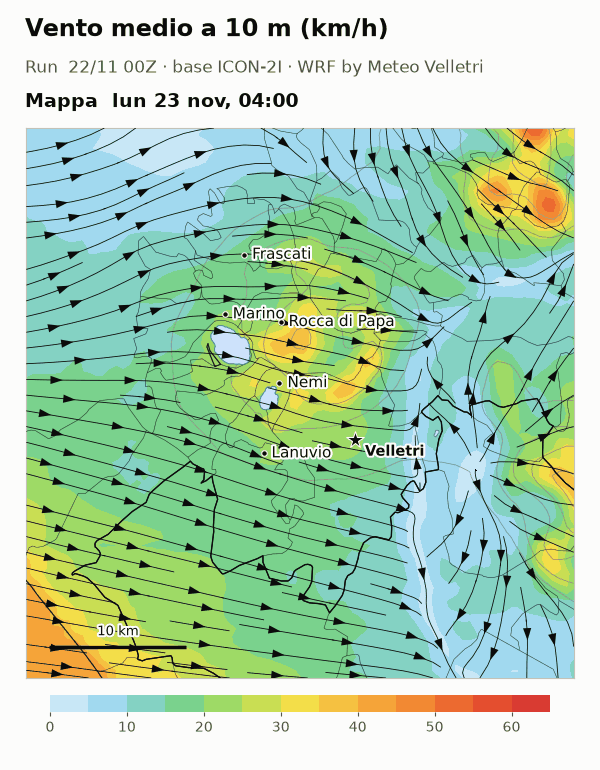 Vento medio a 10 m (km/h)
Run  22/11 00Z · base ICON-2I · WRF by Meteo Velletri
Mappa  lun 23 nov, 04:00
Frascati
Marino
Rocca di Papa
Nemi
Velletri
Lanuvio
10 km
0 10 20 30 40 50 60